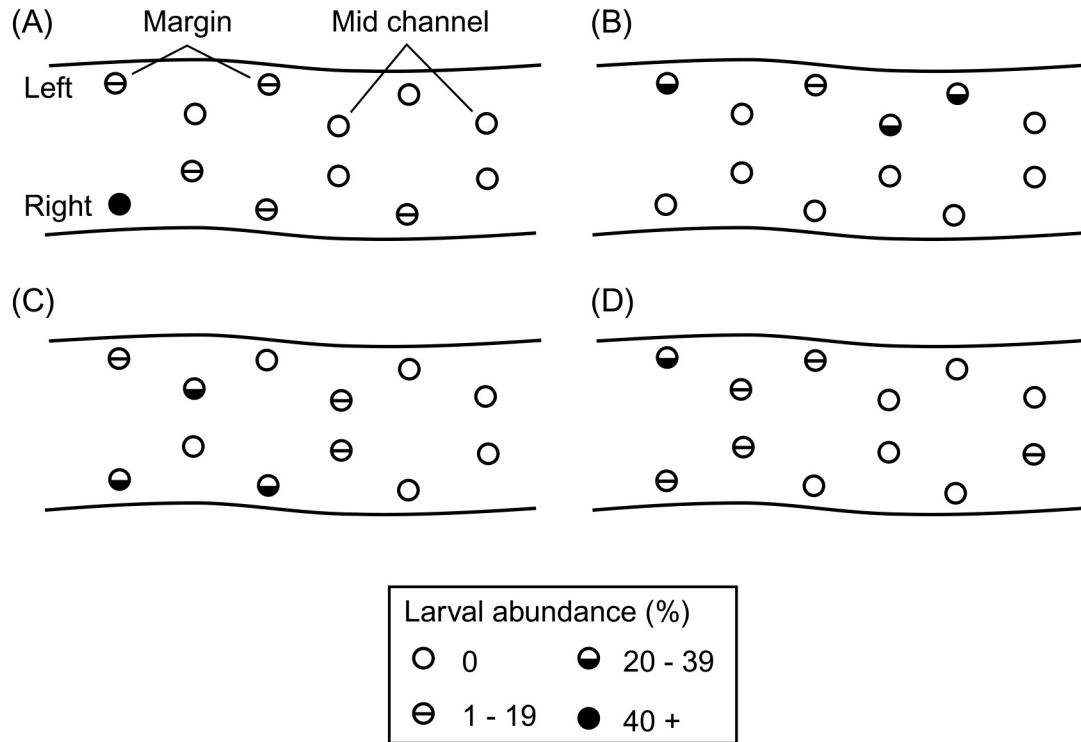 (A) Margin Mid channel (B)
Left
Right
(C) (D)
Larval abundance (%)
0 20 - 39
1 - 19 40 +